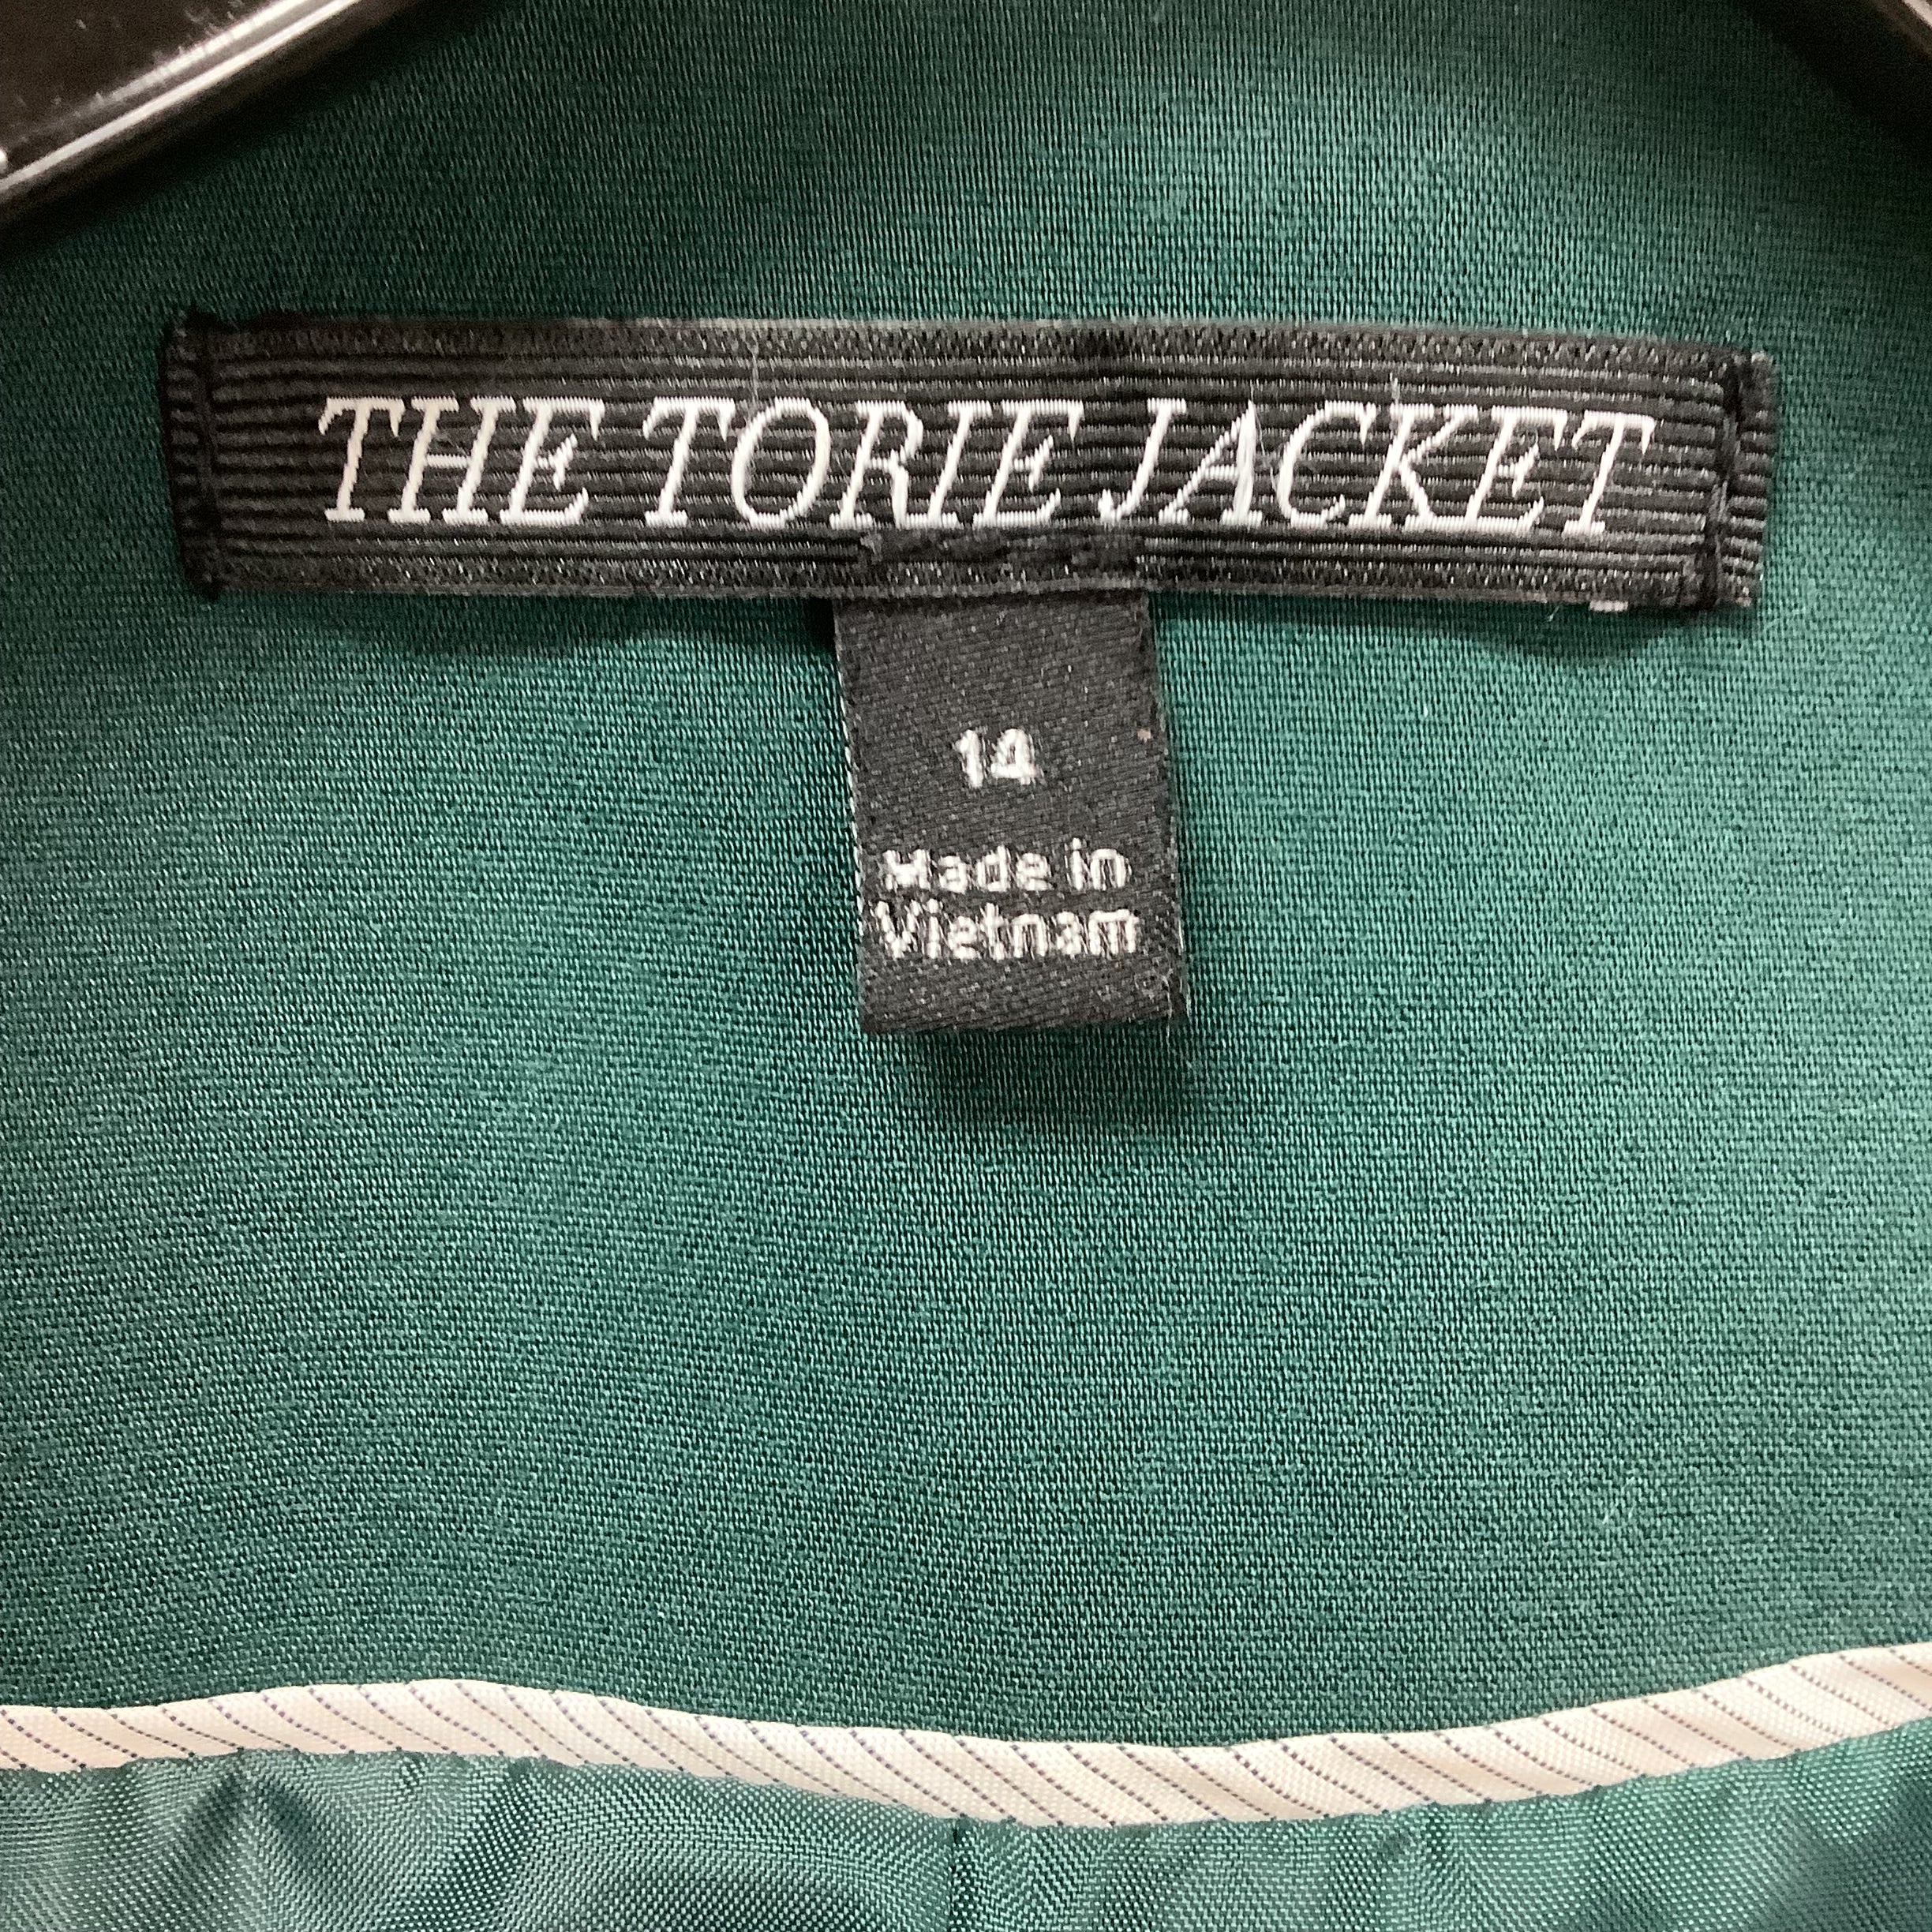 THE TORIE JACKET
14
Made in
Vietnam